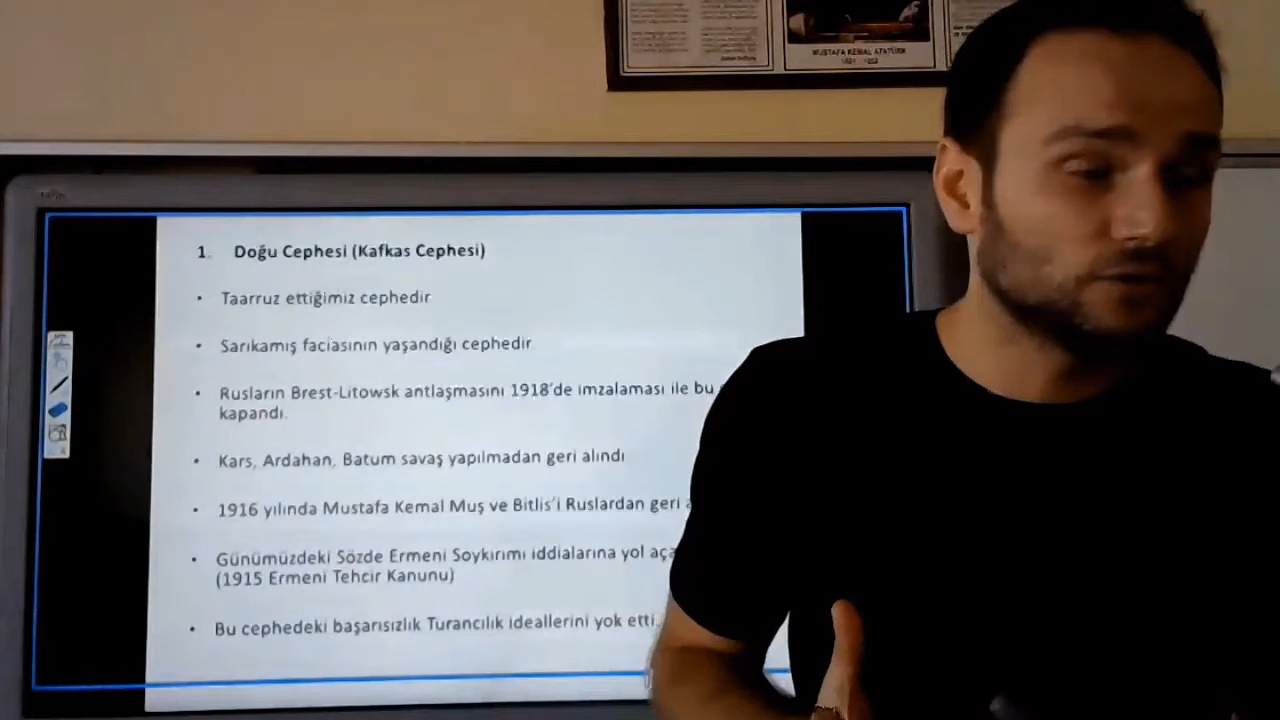 MUSTAFA KEMAL ATATÜRK
1. Doğu Cephesi (Kafkas Cephesi)
• Taarruz ettiğimiz cephedir
• Sarıkamış faciasının yaşandığı cephedir.
• Rusların Brest-Litowsk antlaşmasını 1918'de imzalaması ile bu
kapandı.
• Kars, Ardahan, Batum savaş yapılmadan geri alındı
• 1916 yılında Mustafa Kemal Muş ve Bitlis'i Ruslardan geri
• Günümüzdeki Sözde Ermeni Soykırımı iddialarına yol
(1915 Ermeni Tehcir Kanunu)
• Bu cephedeki başarısızlık Turancılık ideallerini yok etti.